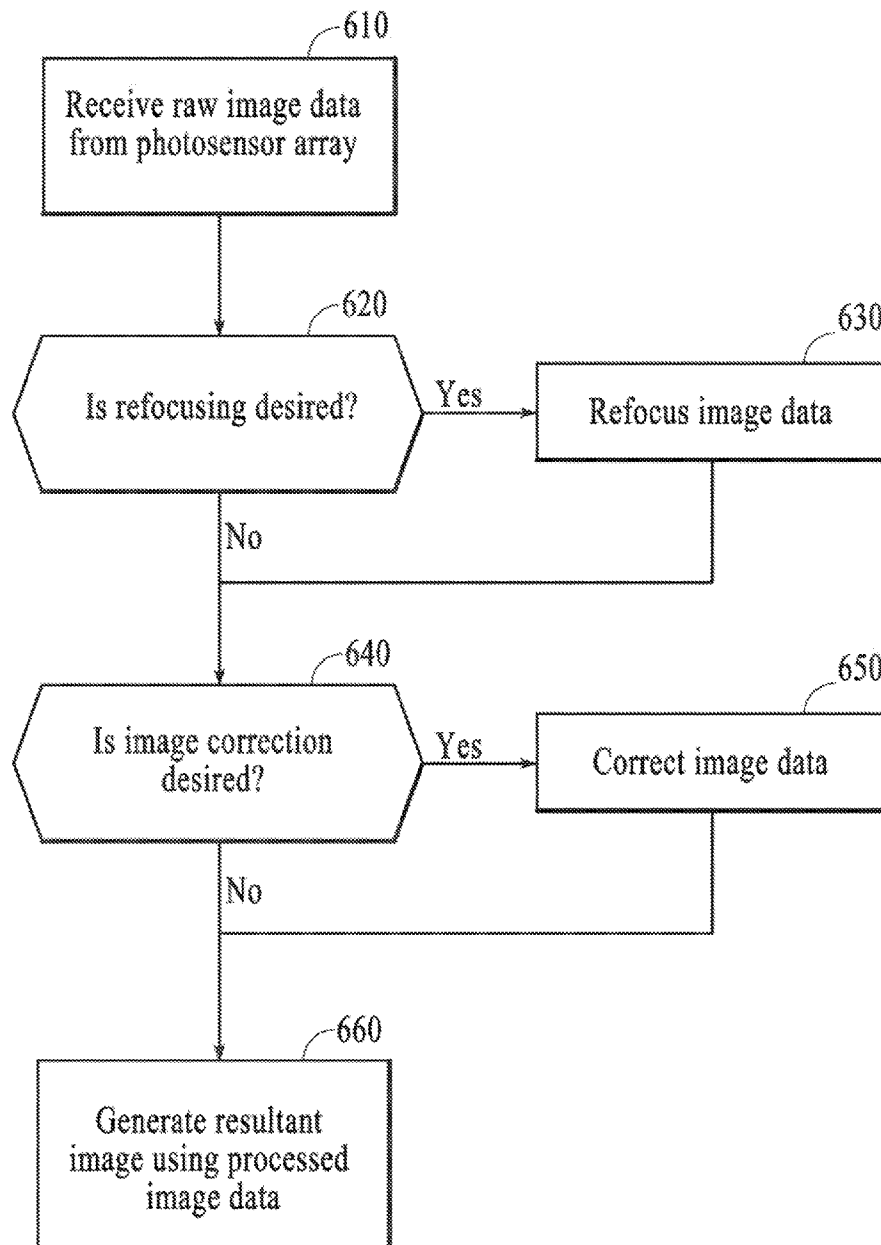 610
Receive raw image data
from photosensor array
620
Is refocusing desired?
Yes
630
Refocus image data
No
640
Is image correction
desired?
Yes
650
Correct image data
No
660
Generate resultant
image using processed
image data